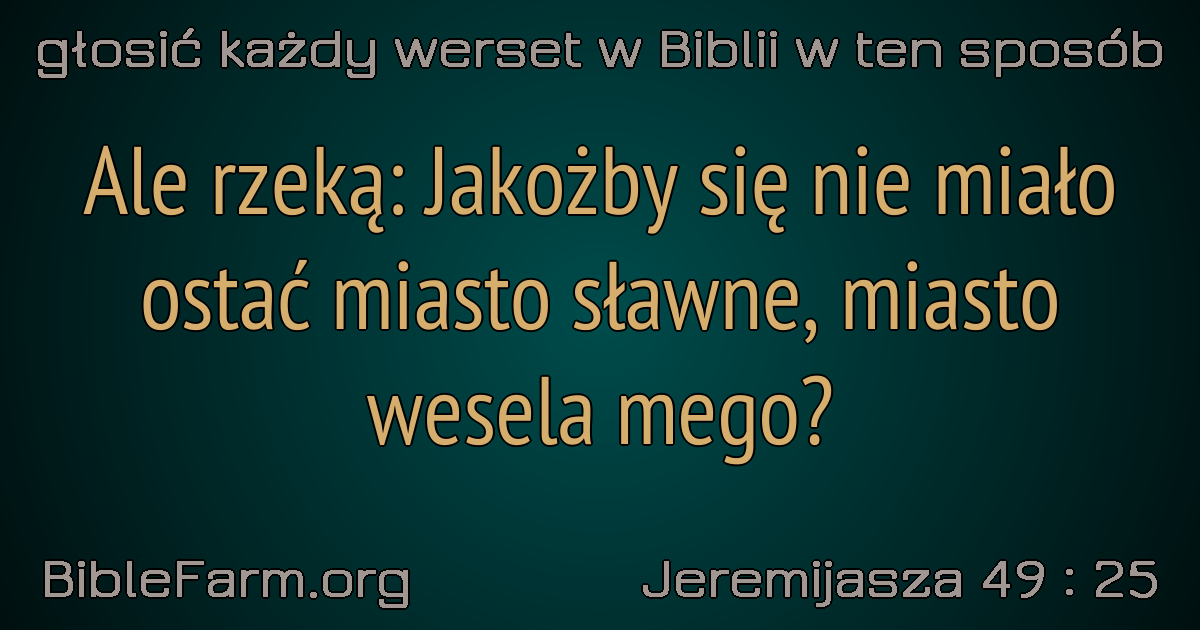 głosić każdy werset w Biblii w ten sposób
Ale rzeką: Jakożby się nie miało
ostać miasto sławne, miasto
wesela mego?
BibleFarm.org
Jeremijasza 49 : 25